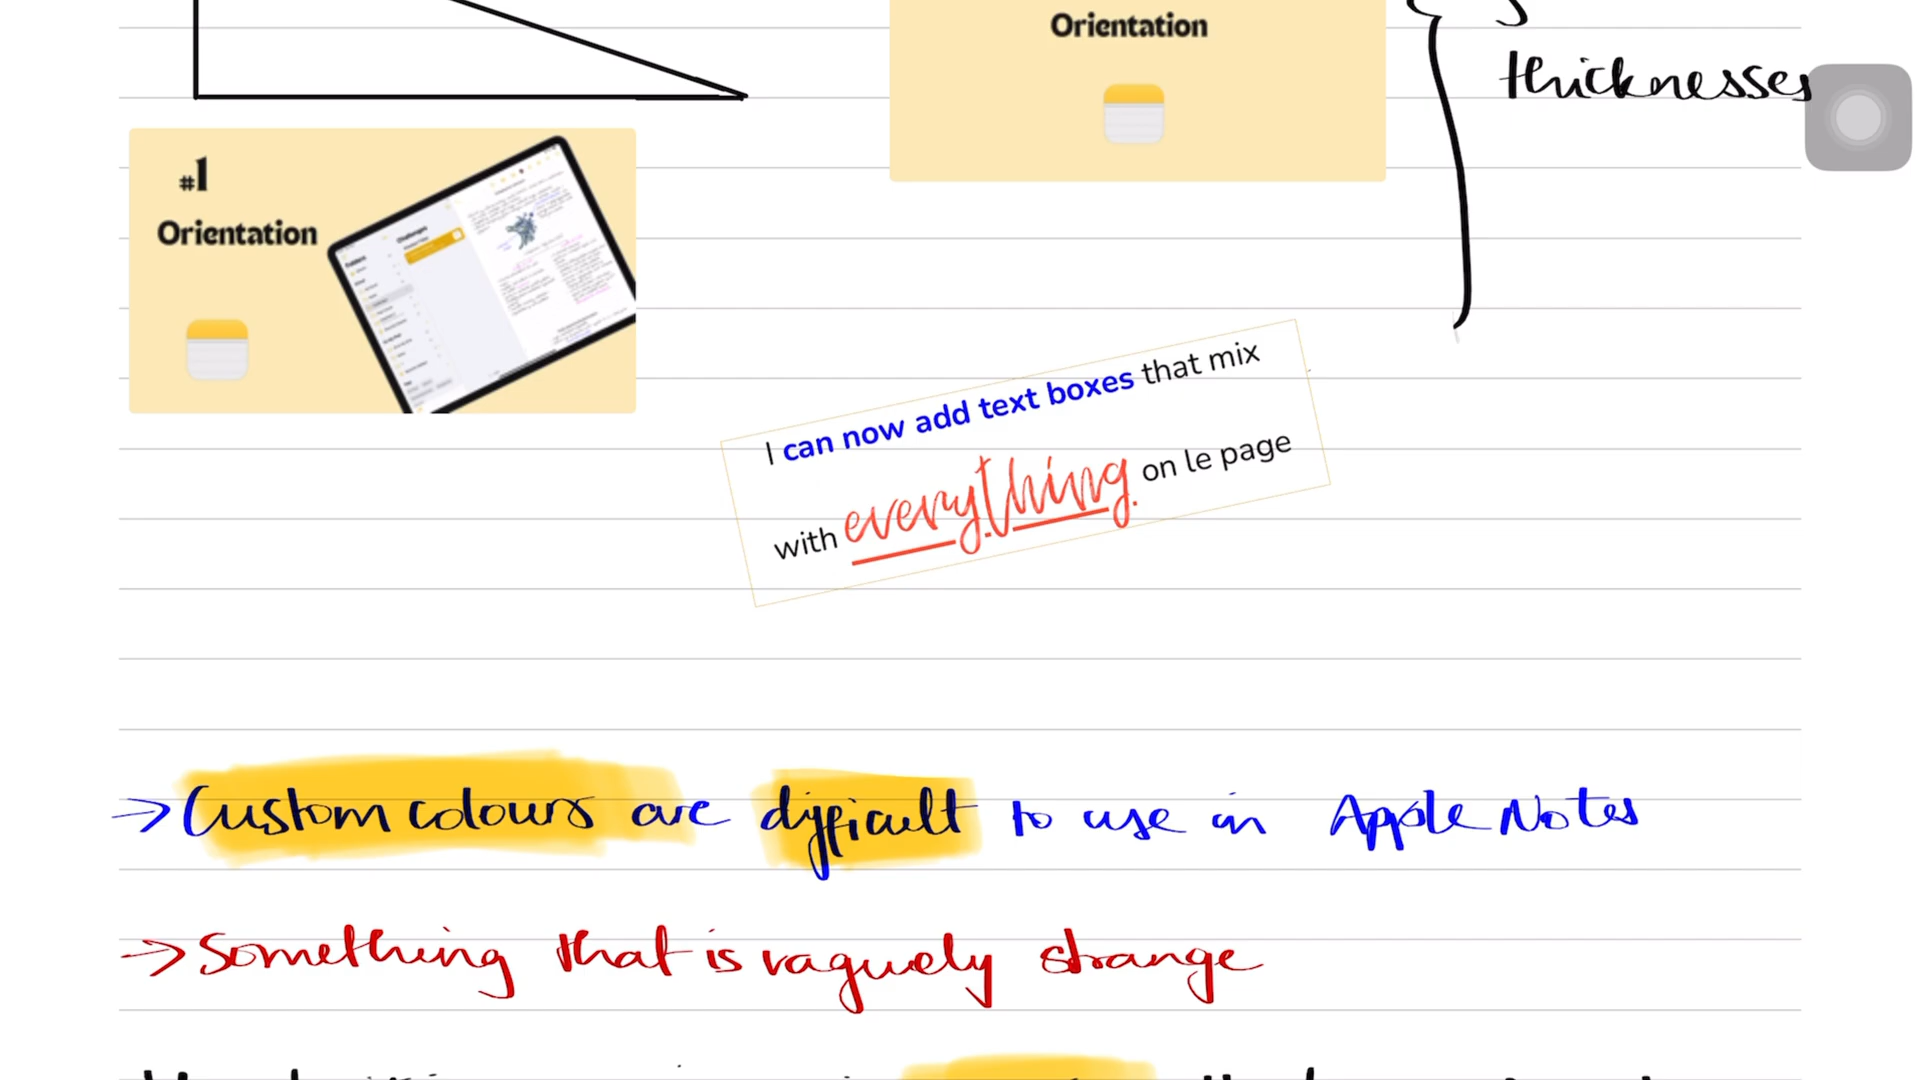 Orientation
thicknesses
#1
Orientation
I can now add text boxes that mix
with everything on le page
→ Custom colours are difficult to use in Apple Notes
→ Something that is vaguely strange